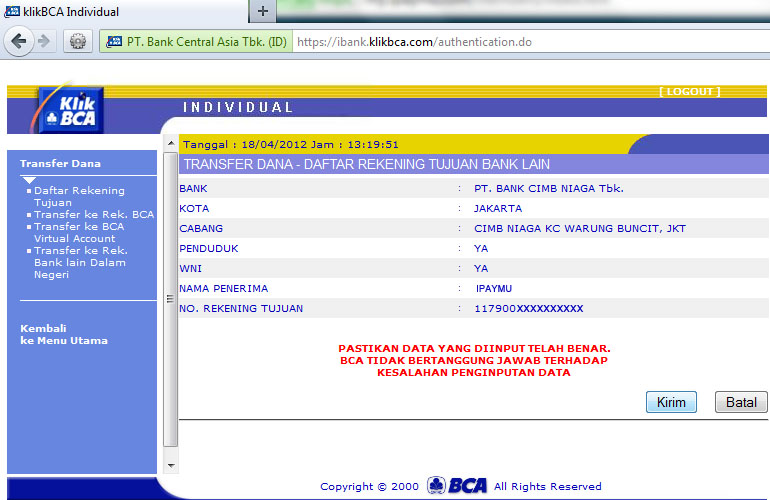 klikBCA Individual
PT. Bank Central Asia Tbk. (ID)
https://ibank.klikbca.com/authentication.do
[ LOGOUT ]
Klik
BCA
INDIVIDUAL
Tanggal : 18/04/2012 Jam : 13:19:51
TRANSFER DANA - DAFTAR REKENING TUJUAN BANK LAIN
Transfer Dana
Daftar Rekening
Tujuan
Transfer ke Rek. BCA
Transfer ke BCA
Virtual Account
Transfer ke Rek.
Bank lain Dalam
Negeri
Kembali
ke Menu Utama
BANK : PT. BANK CIMB NIAGA Tbk.
KOTA : JAKARTA
CABANG : CIMB NIAGA KC WARUNG BUNCIT, JKT
PENDUDUK : YA
WNI : YA
NAMA PENERIMA : IPAYMU
NO. REKENING TUJUAN : 117900XXXXXXXXXX
PASTIKAN DATA YANG DIINPUT TELAH BENAR.
BCA TIDAK BERTANGGUNG JAWAB TERHADAP
KESALAHAN PENGINPUTAN DATA
Kirim
Batal
Copyright © 2000 BCA All Rights Reserved